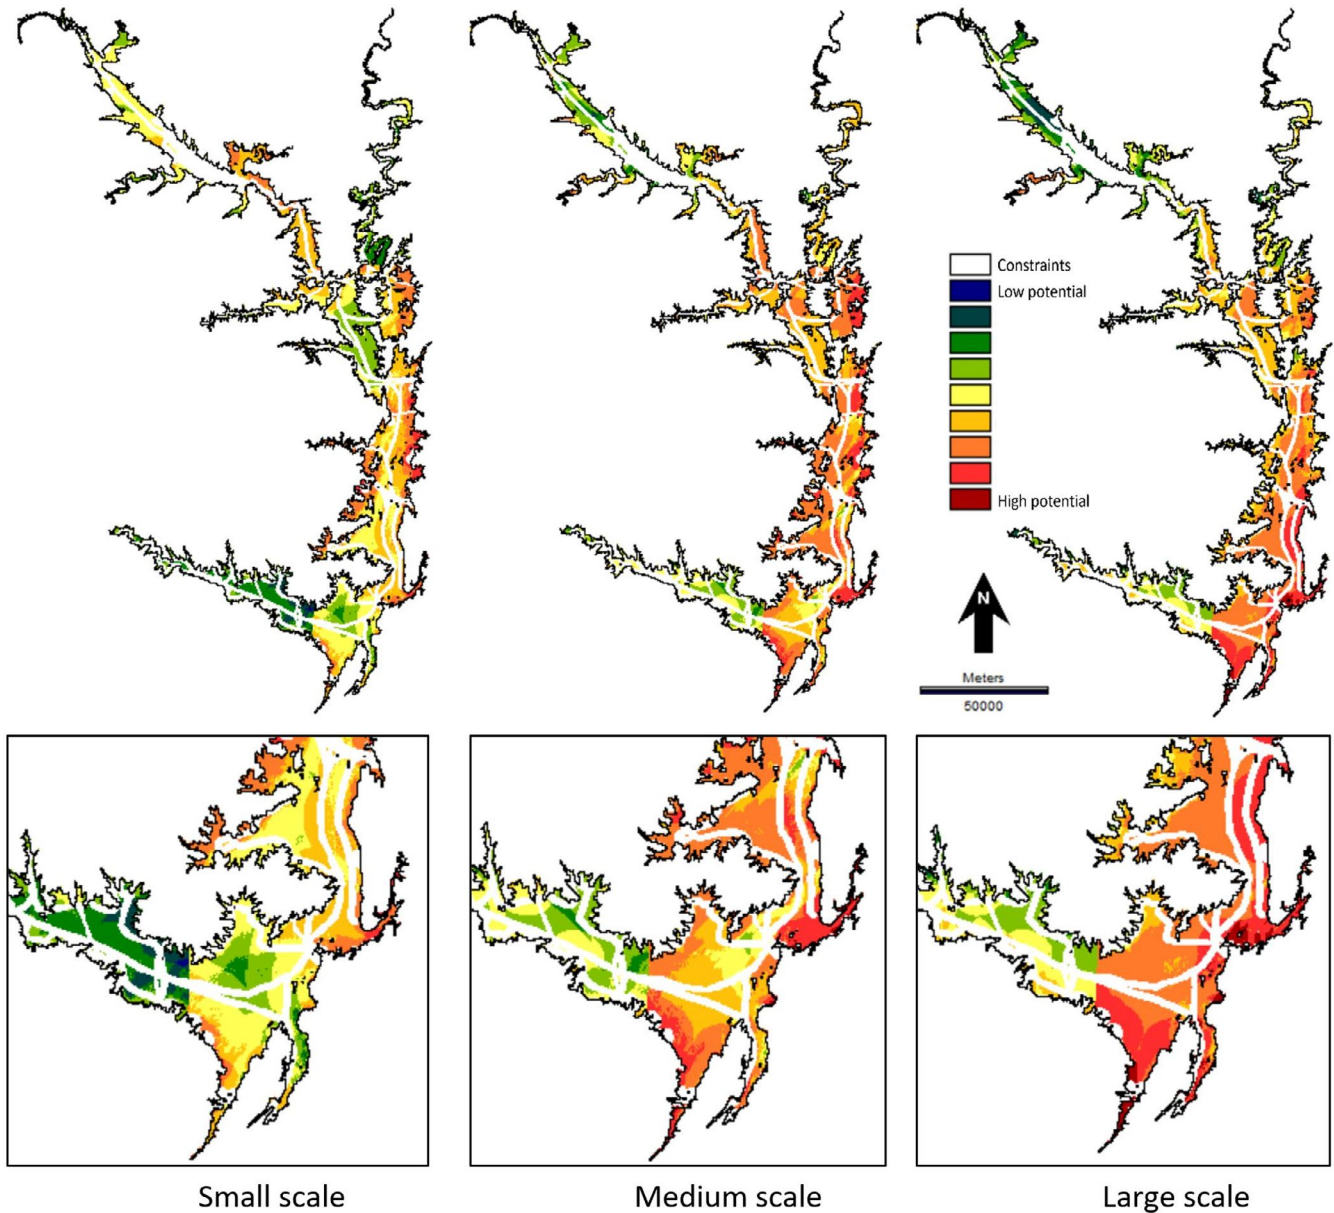 Constraints
Low potential
High potential
N
Meters
50000
Small scale
Medium scale
Large scale